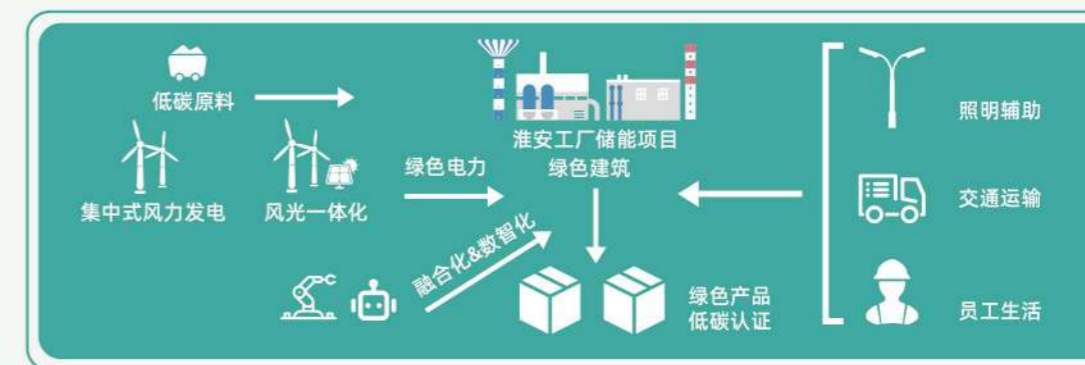 低碳原料
集中式风力发电
风光一体化
绿色电力
融合化&数智化
淮安工厂储能项目
绿色建筑
绿色产品
低碳认证
照明辅助
交通运输
员工生活